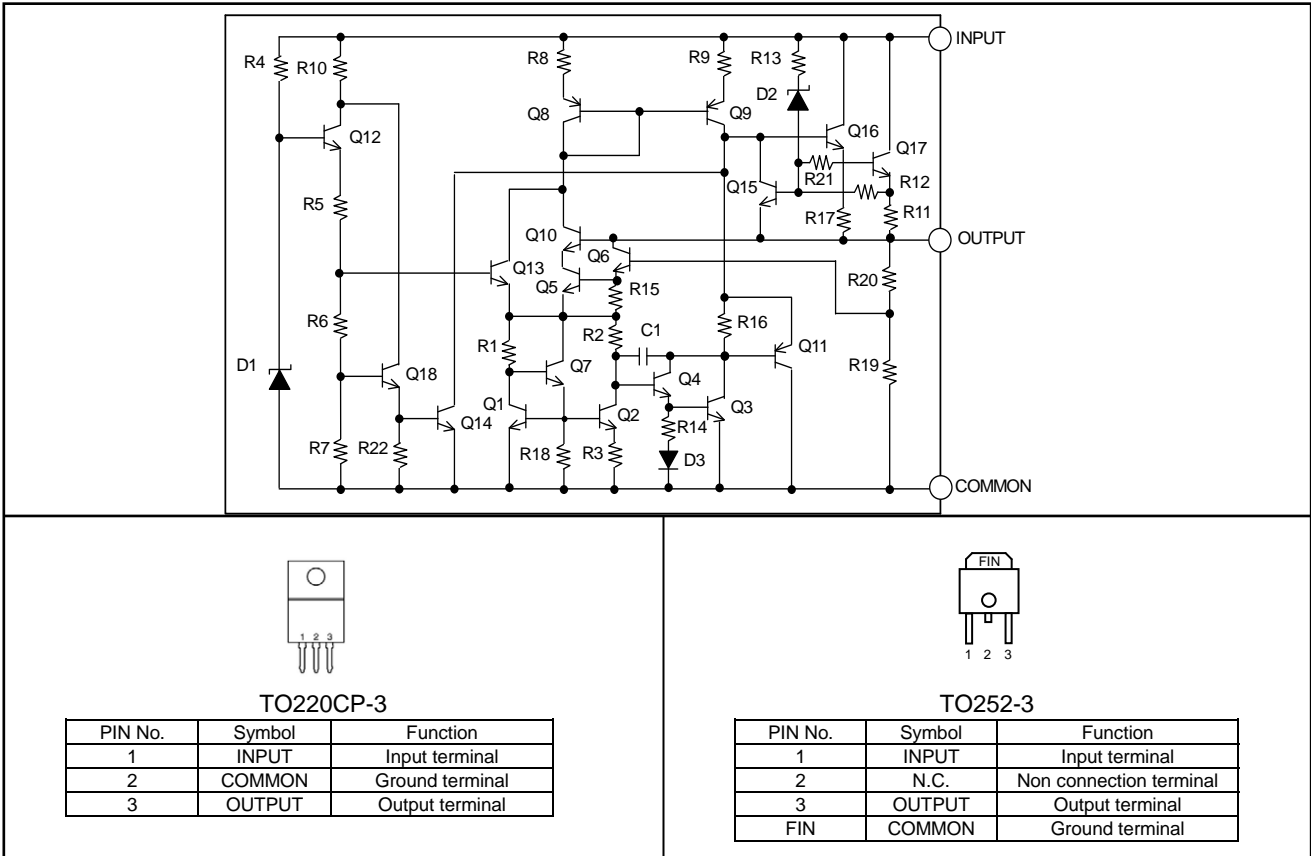 INPUT
R4
R10
R8
R9
R13
D2
Q8
Q9
Q12
Q16
Q17
R21
R12
Q15
R5
R17
R11
OUTPUT
Q10
Q6
Q13
Q5
R15
R20
R6
R1
R2
C1
R16
Q11
D1
Q7
R19
Q18
Q4
Q1
Q2
Q3
Q14
R14
R7
R22
R18
R3
D3
COMMON
1 2 3
TO220CP-3
PIN No. Symbol Function
1 INPUT Input terminal
2 COMMON Ground terminal
3 OUTPUT Output terminal
FIN
1 2 3
TO252-3
PIN No. Symbol Function
1 INPUT Input terminal
2 N.C. Non connection terminal
3 OUTPUT Output terminal
FIN COMMON Ground terminal